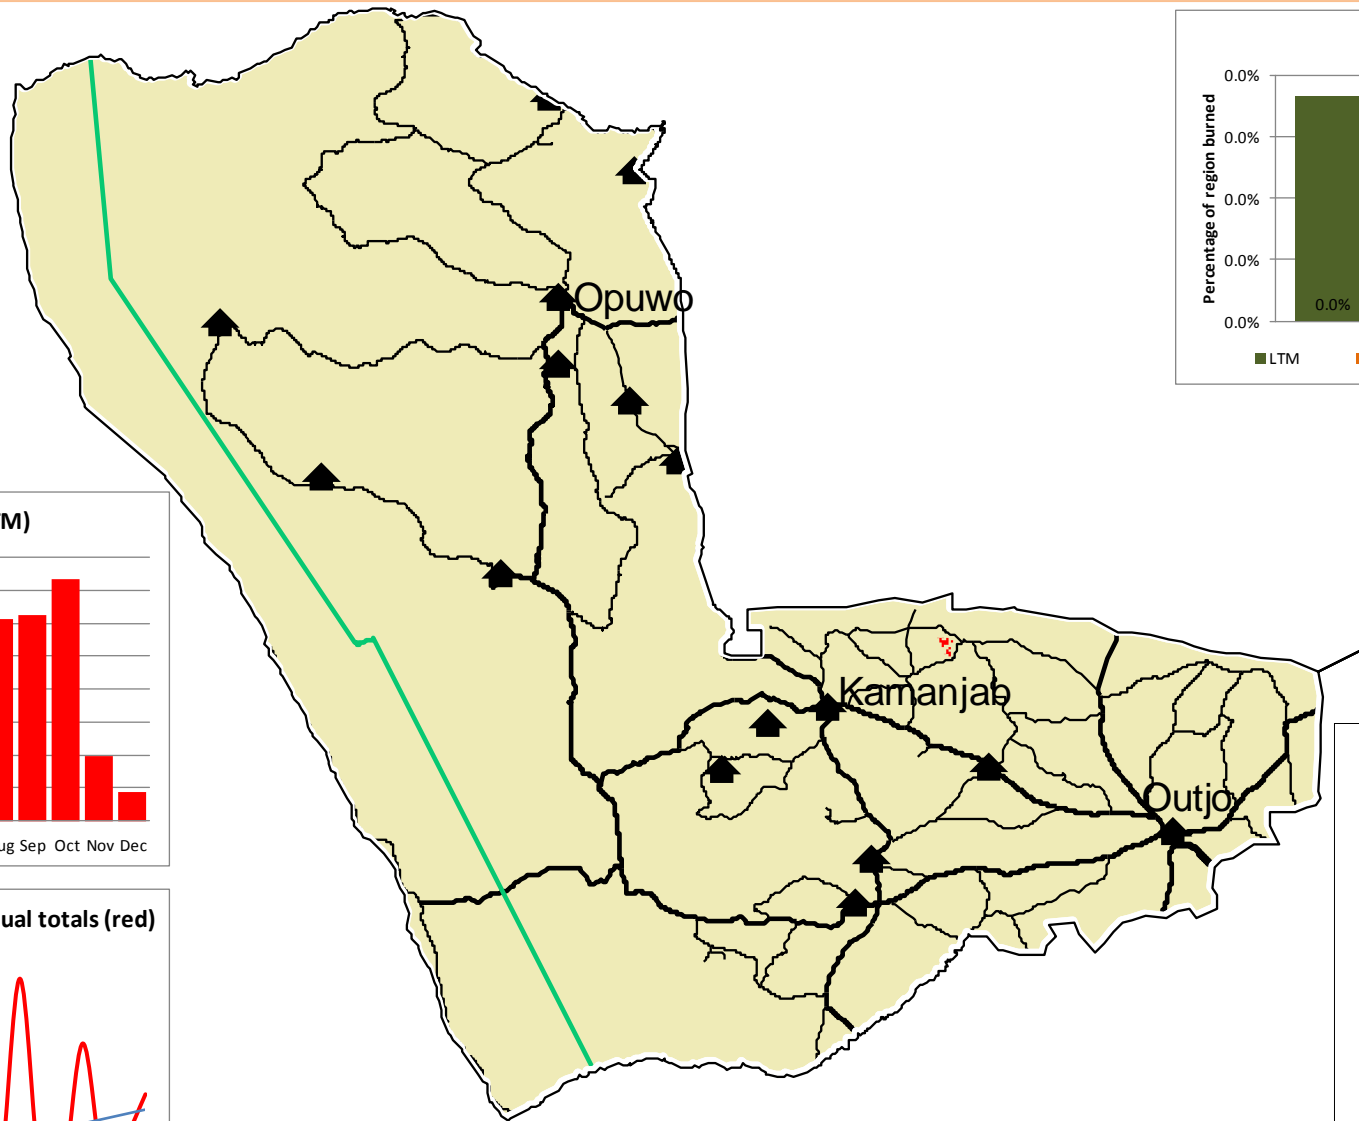 Percentage of region burned
0.0%
0.0%
0.0%
0.0%
0.0%
0.0%
LTM
Opuwo
TM)
Sep Oct Nov Dec
Kamanjab
Outjo
ual totals (red)